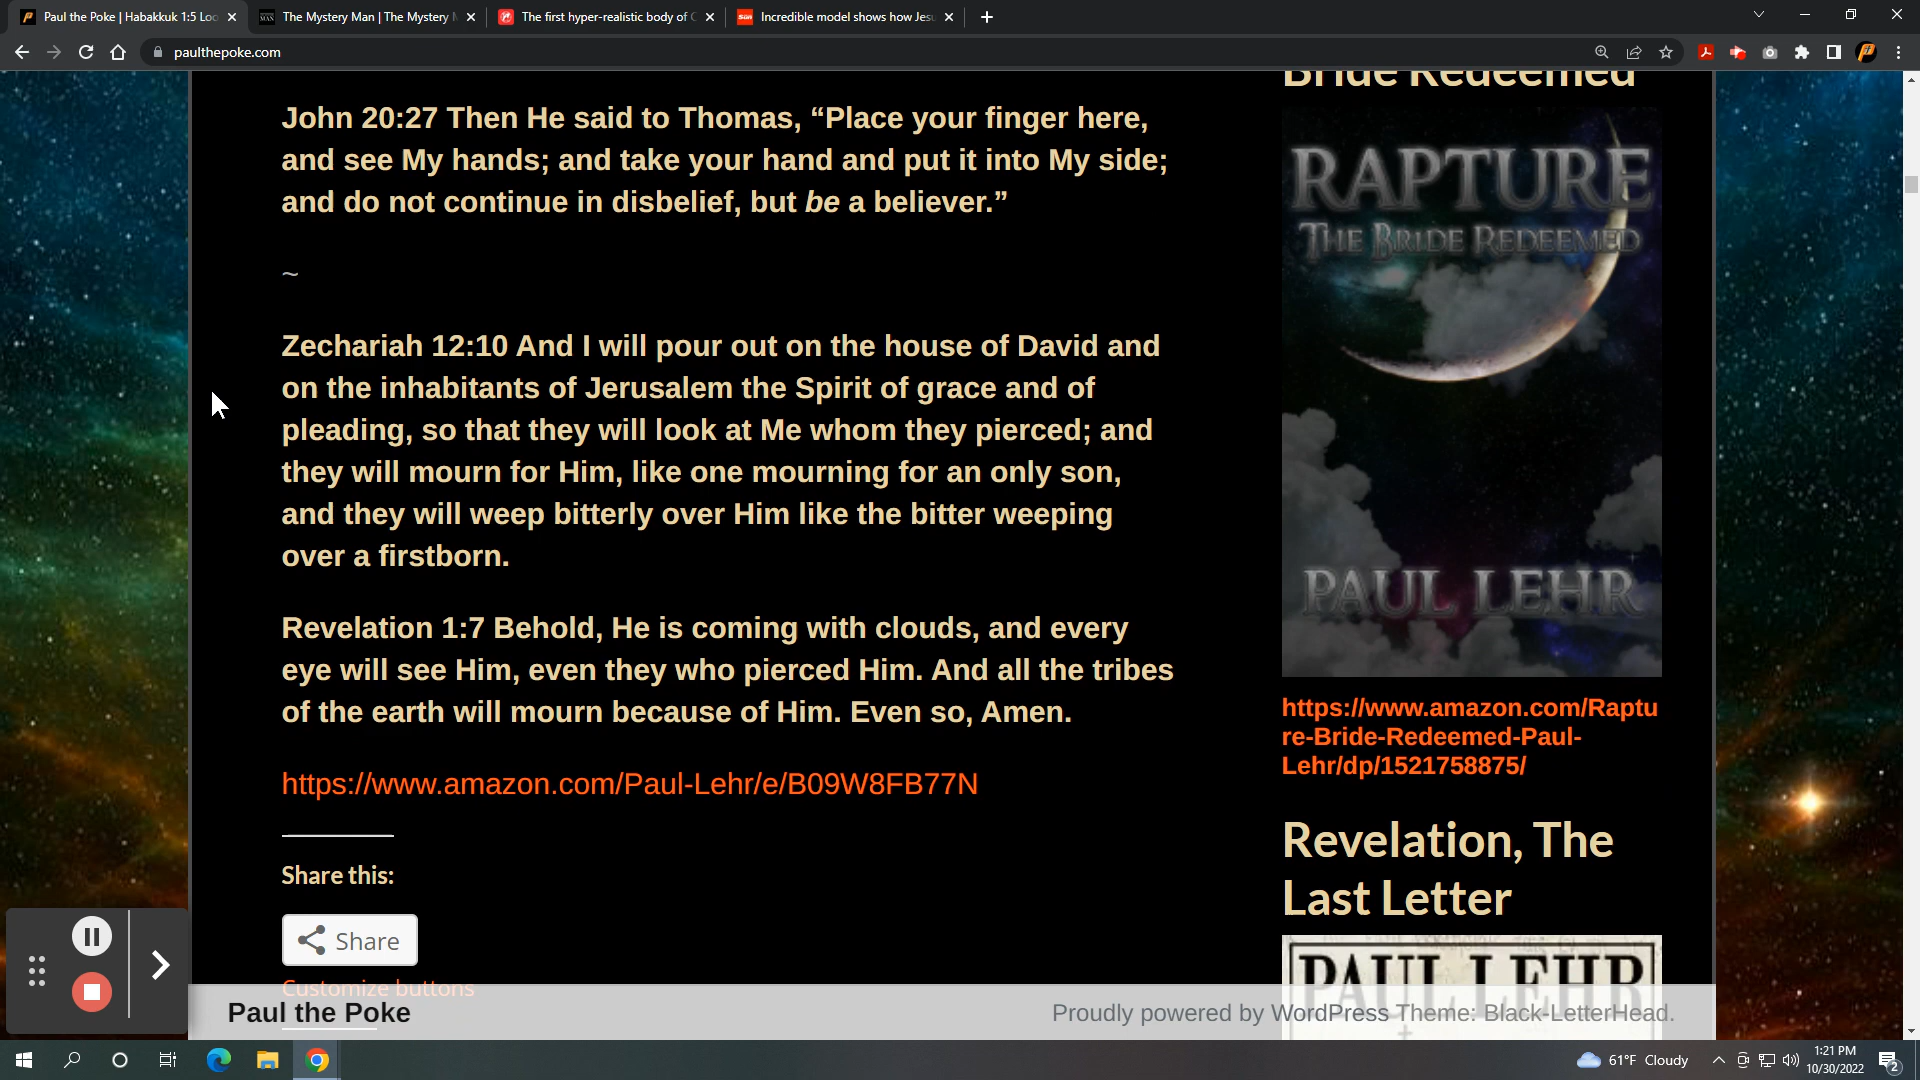 Paul the Poke | Habakkuk 1:5 Loo
The Mystery Man | The Mystery
The first hyper-realistic body of C
Incredible model shows how Jesu
paulthepoke.com
John 20:27 Then He said to Thomas, “Place your finger here,
and see My hands; and take your hand and put it into My side;
and do not continue in disbelief, but be a believer.”
~
Zechariah 12:10 And I will pour out on the house of David and
on the inhabitants of Jerusalem the Spirit of grace and of
pleading, so that they will look at Me whom they pierced; and
they will mourn for Him, like one mourning for an only son,
and they will weep bitterly over Him like the bitter weeping
over a firstborn.
Revelation 1:7 Behold, He is coming with clouds, and every
eye will see Him, even they who pierced Him. And all the tribes
of the earth will mourn because of Him. Even so, Amen.
https://www.amazon.com/Paul-Lehr/e/B09W8FB77N
Share this:
Share
Customize buttons
Bride Redeemed
RAPTURE
THE BRIDE REDEEMED
PAUL LEHR
https://www.amazon.com/Raptu
re-Bride-Redeemed-Paul-
Lehr/dp/1521758875/
Revelation, The
Last Letter
PAUL LEHR
Paul the Poke
Proudly powered by WordPress Theme: Black-LetterHead.
61°F Cloudy
1:21 PM
10/30/2022
2